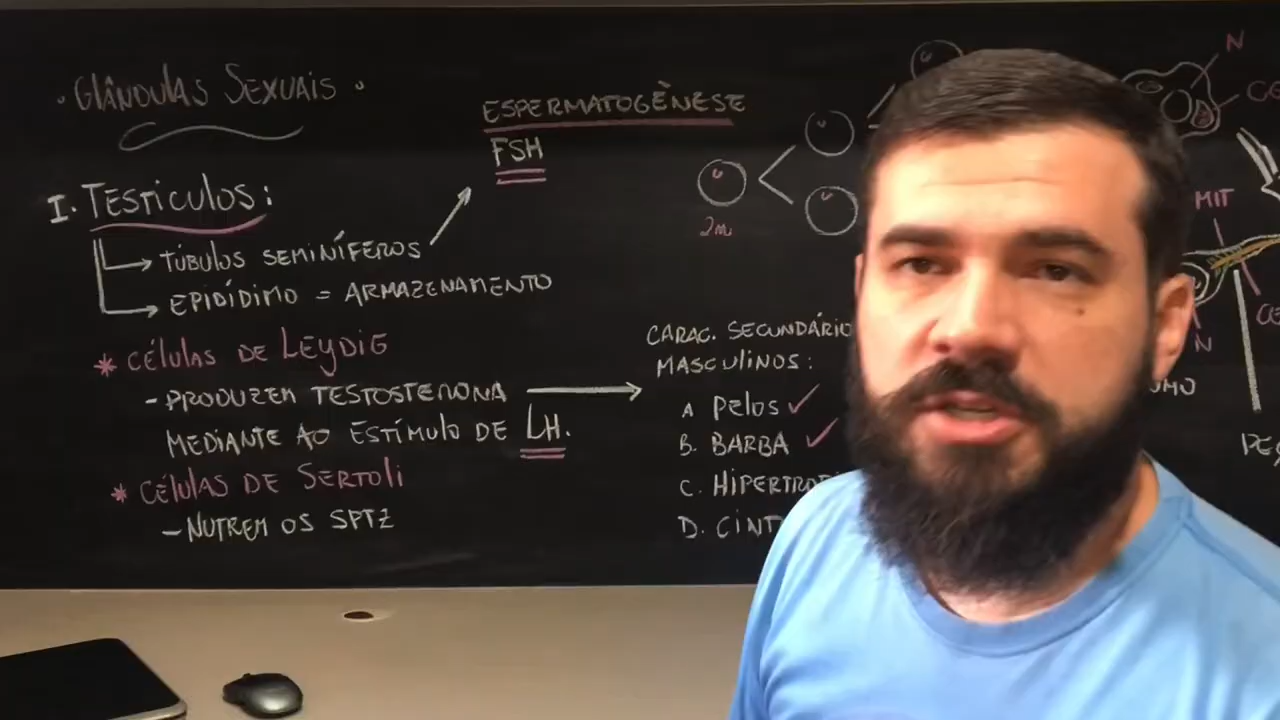 . Glândulas Sexuais .
I. Testículos:
Túbulos Seminíferos
Epidídimo = Armazenamento
* Células de Leydig
- Produzem testosterona
mediante ao estímulo de LH.
* Células de Sertoli
- Nutrem os SPTZ
Espermatogênese
FSH
2n
Carac. Secundário
Masculinos:
A Pelos ✓
B. Barba ✓
C. Hipertrof
D. Cint
N
MIT
N